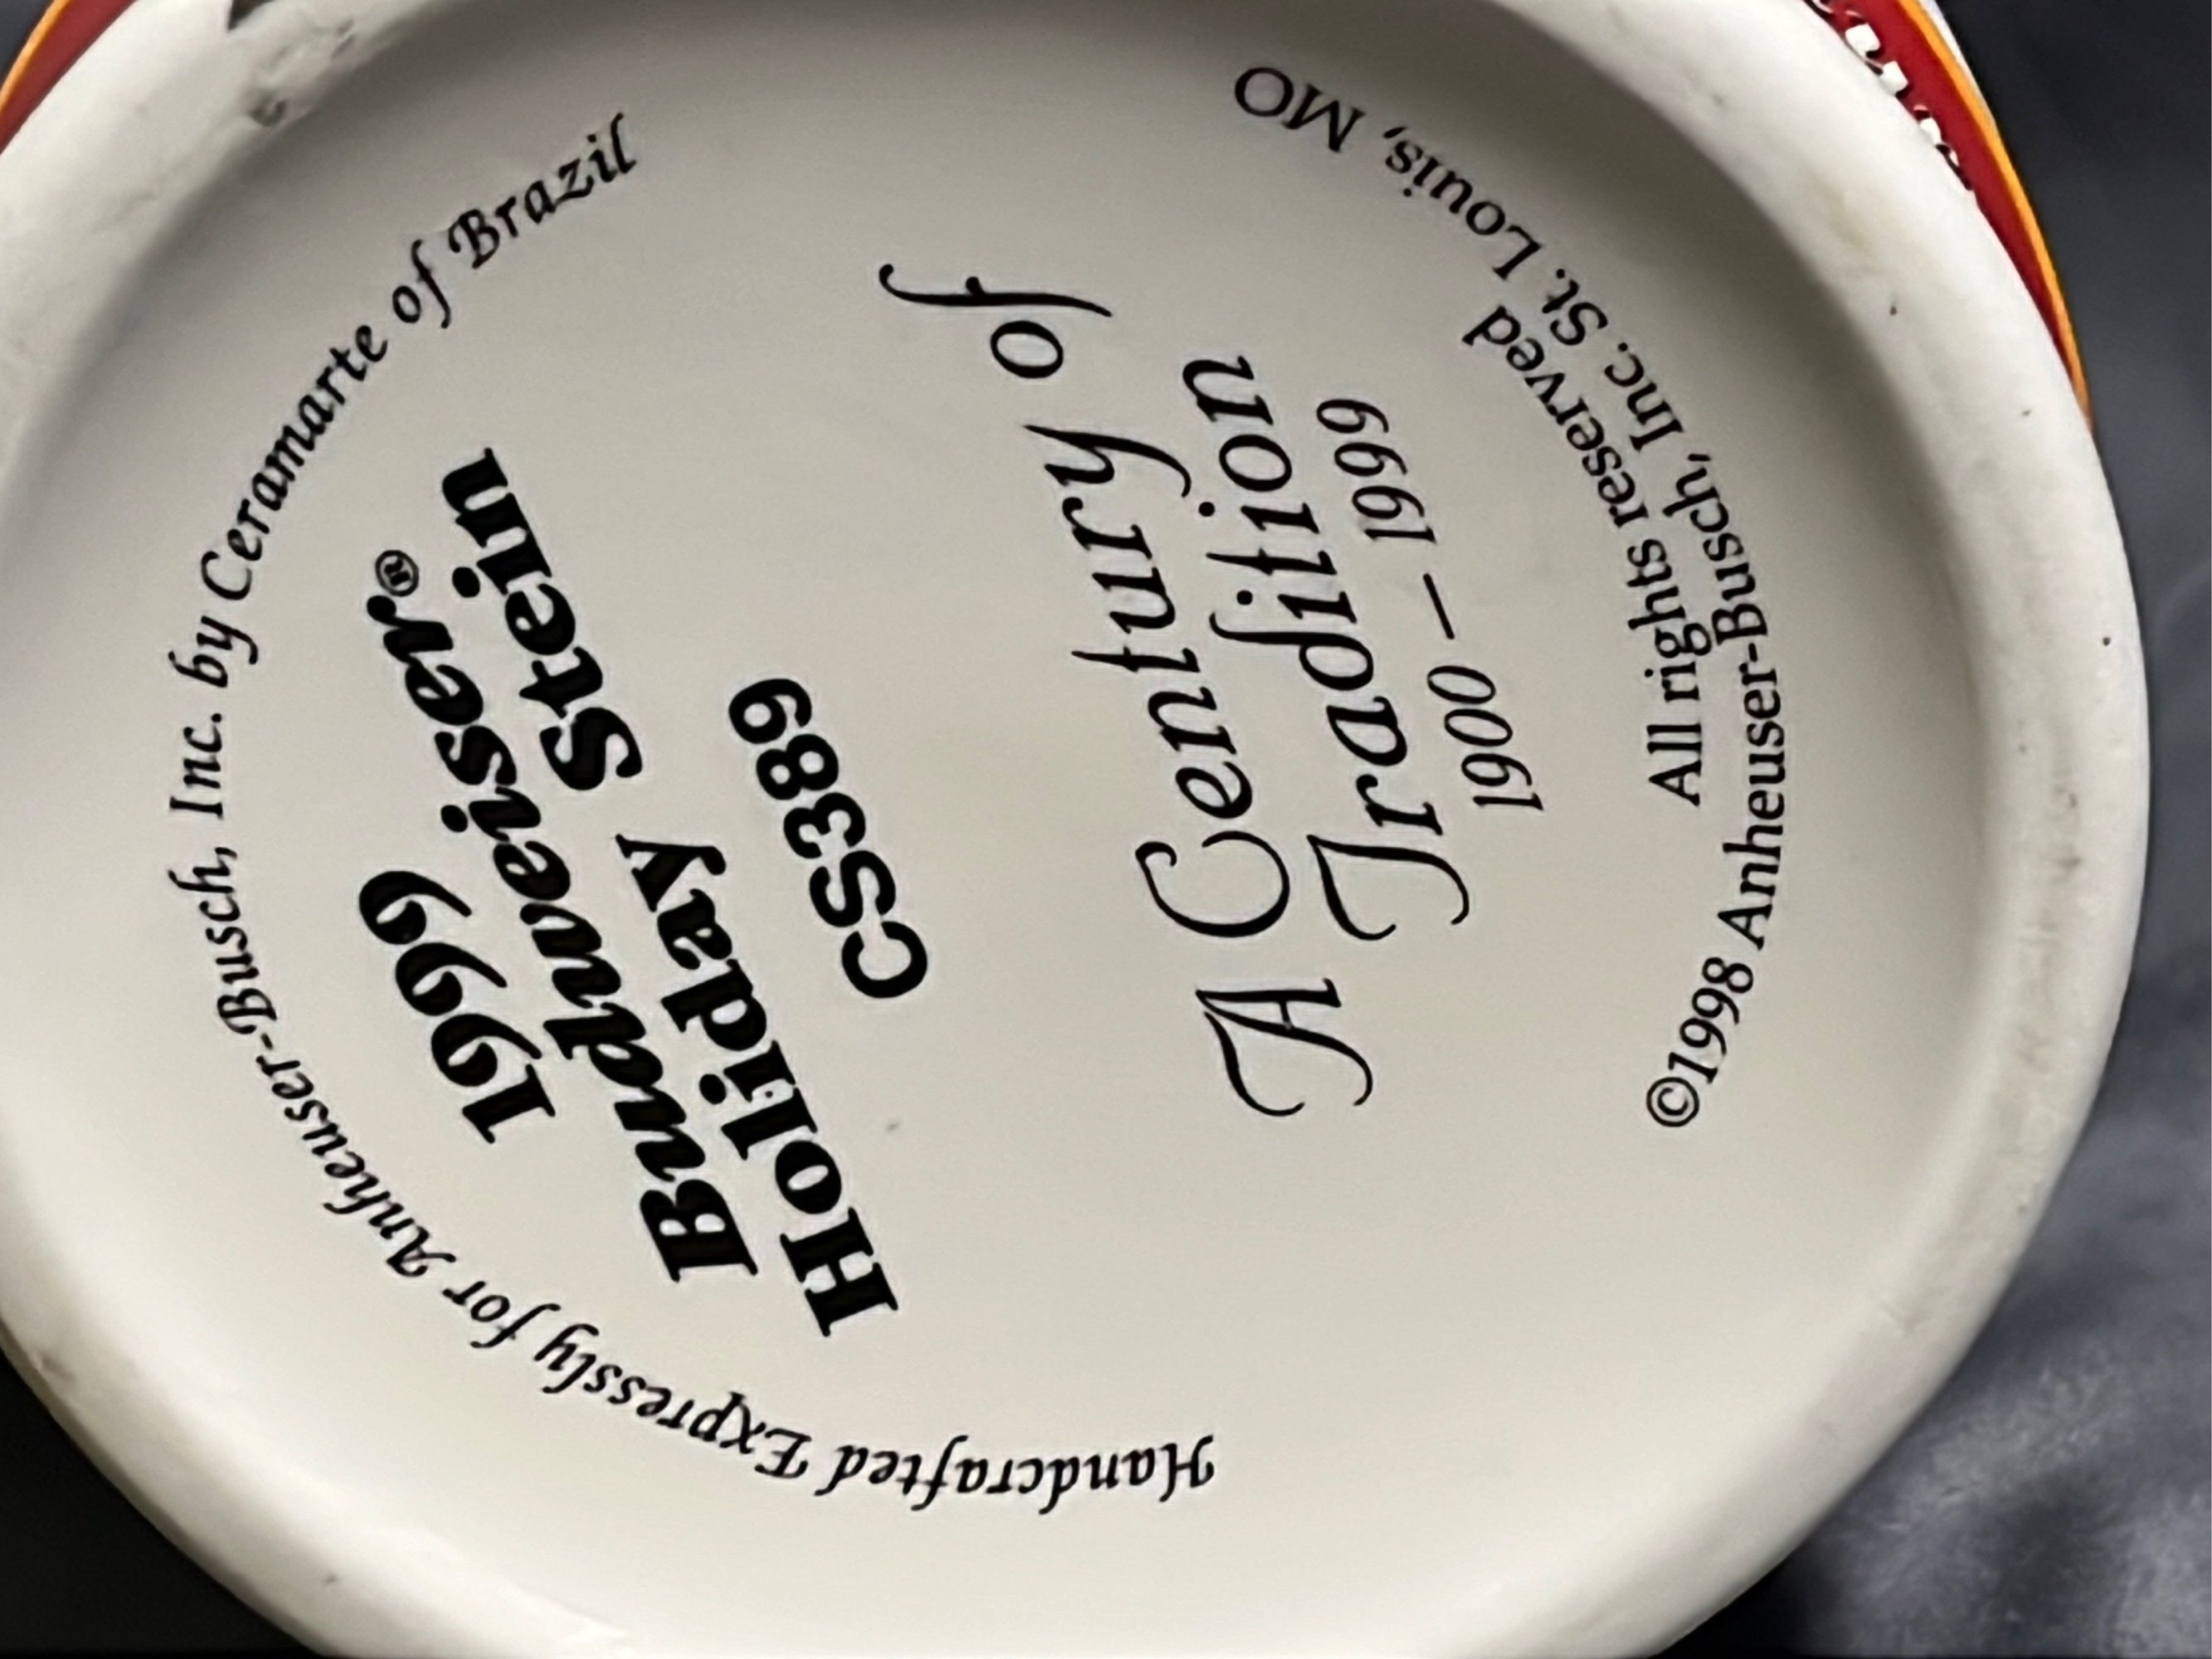 Handcrafted Expressly for Anheuser-Busch, Inc. by Ceramarte of Brazil
1999
Budweiser®
Holiday Stein
CS389
A Century of
Tradition
1900 – 1999
All rights reserved
©1998 Anheuser-Busch, Inc. St. Louis, MO